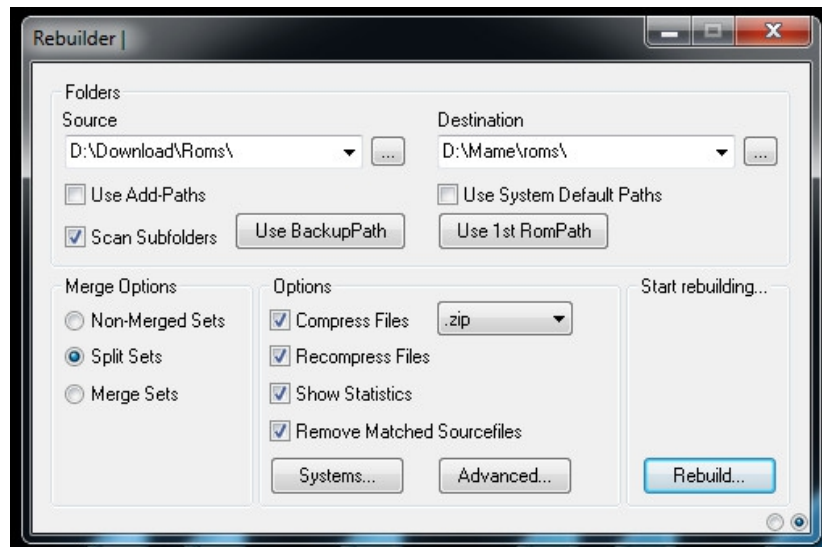 Rebuilder |
Folders
Source
Destination
D:\Download\Roms\
...
D:\Mame\roms\
...
Use Add-Paths
Use System Default Paths
Scan Subfolders
Use BackupPath
Use 1st RomPath
Merge Options
Options
Start rebuilding...
Non-Merged Sets
Compress Files
.zip
Split Sets
Recompress Files
Merge Sets
Show Statistics
Remove Matched Sourcefiles
Systems...
Advanced...
Rebuild...